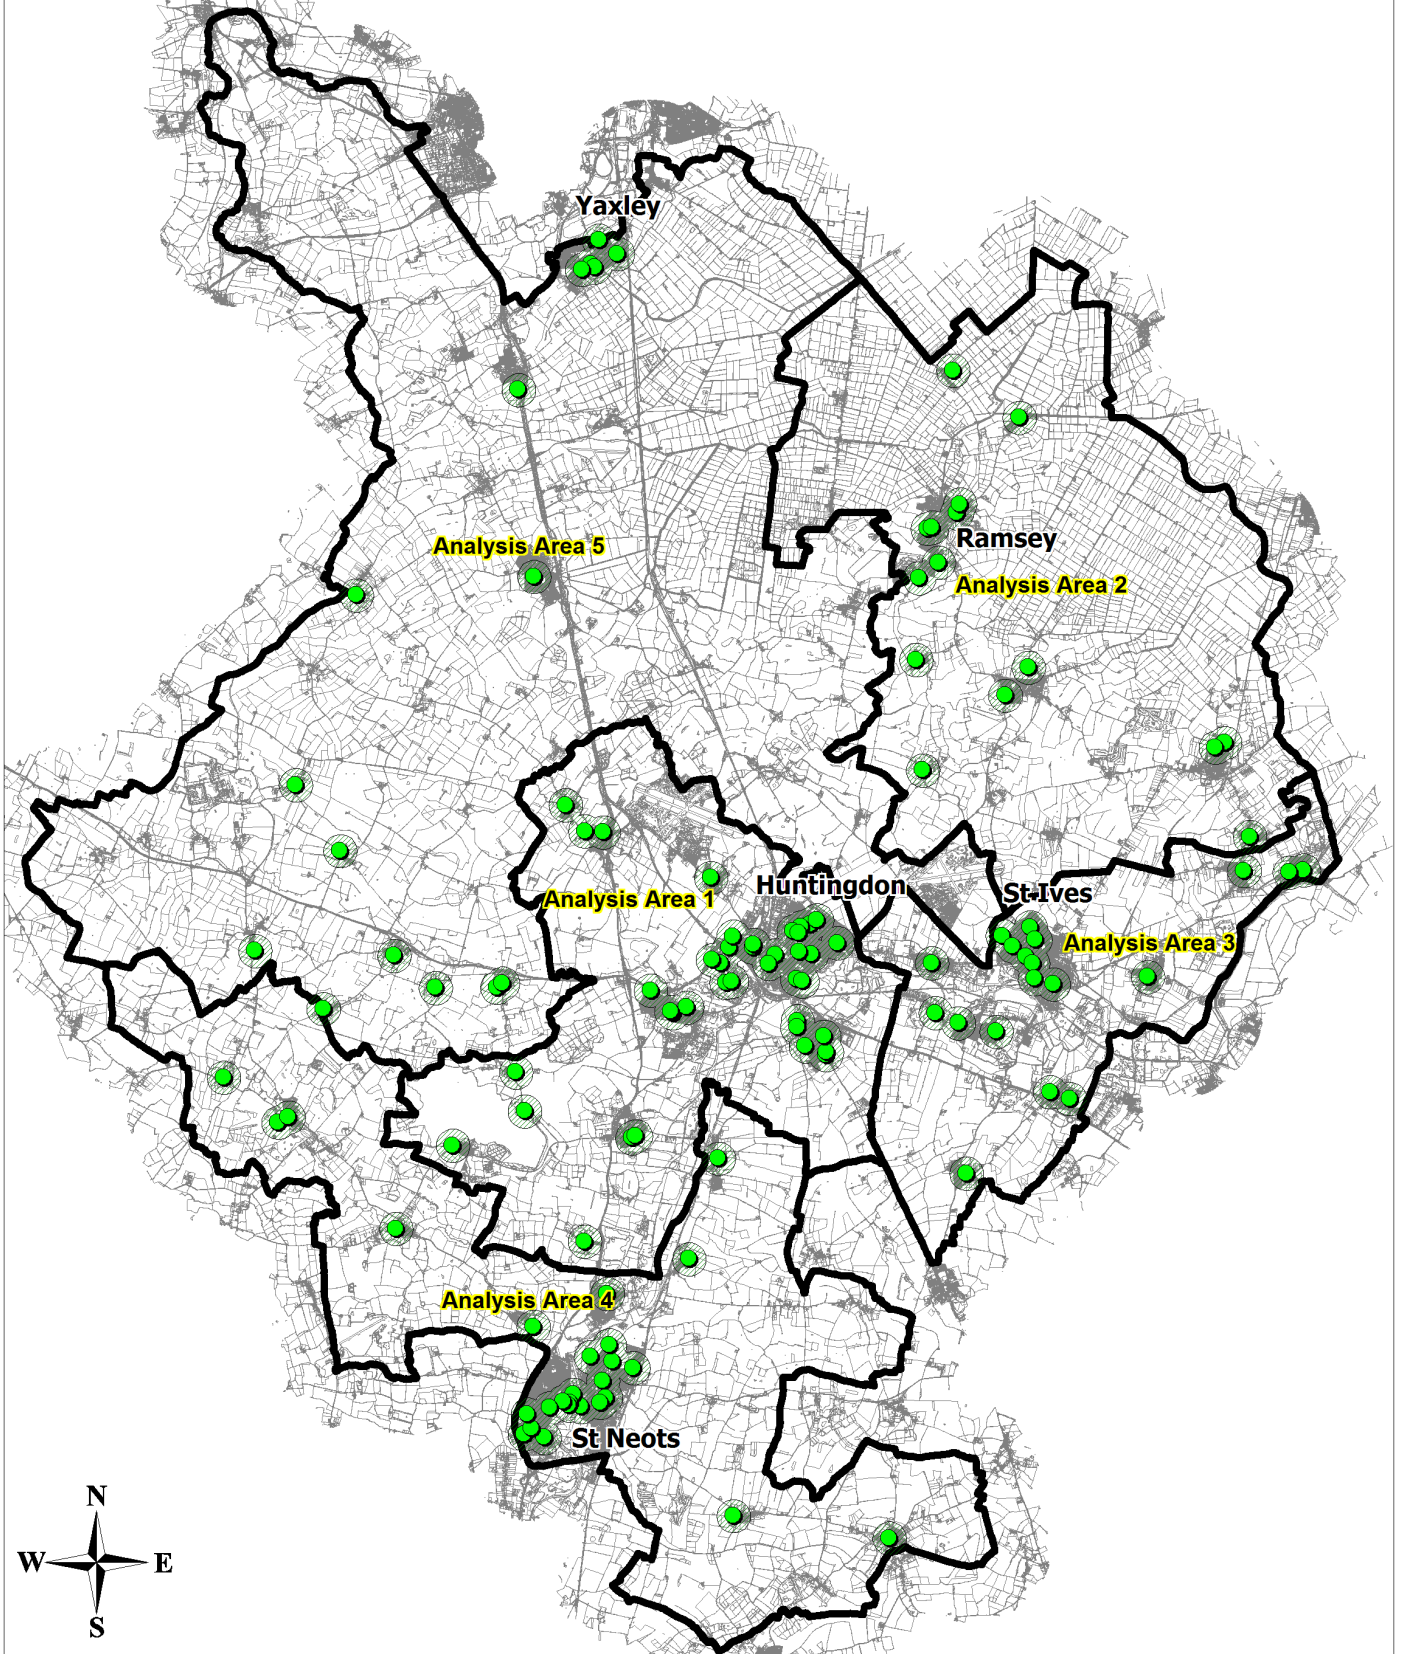 Yaxley
Ramsey
Analysis Area 5
Analysis Area 2
Huntingdon
St Ives
Analysis Area 1
Analysis Area 3
Analysis Area 4
St Neots
N
W
E
S